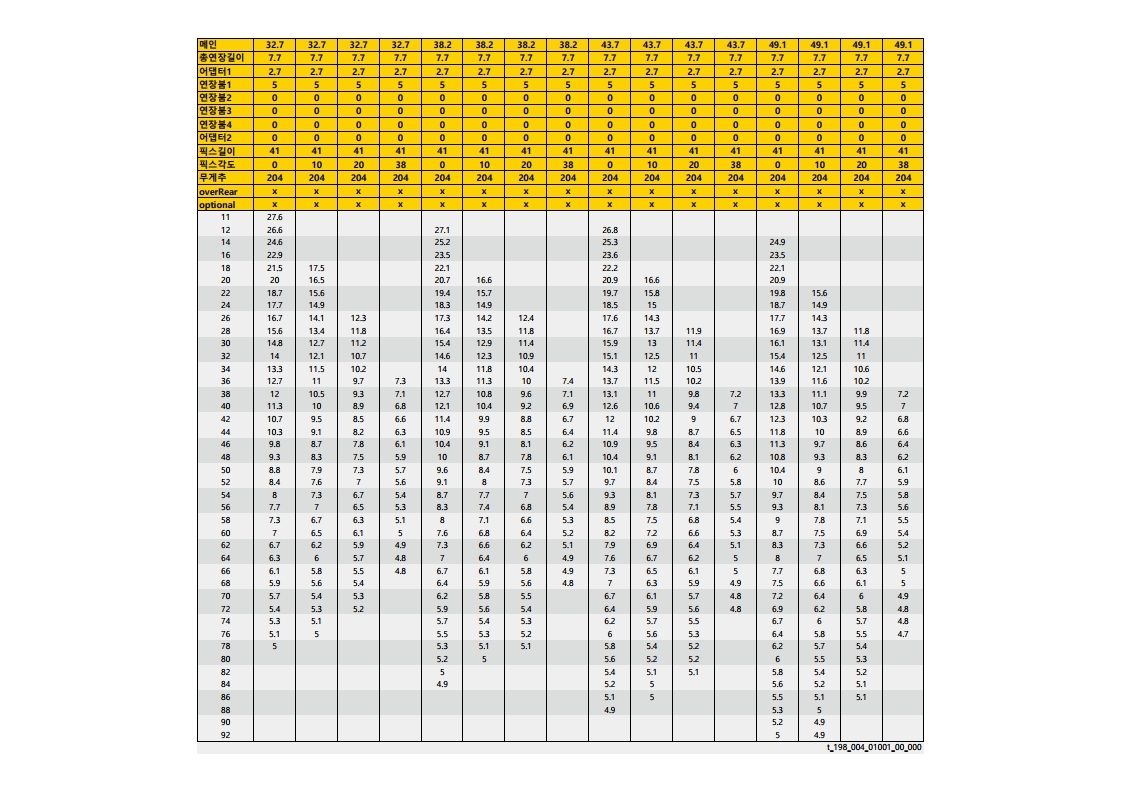 메인 32.7 32.7 32.7 32.7 38.2 38.2 38.2 38.2 43.7 43.7 43.7 43.7 49.1 49.1 49.1 49.1
총연장길이 7.7 7.7 7.7 7.7 7.7 7.7 7.7 7.7 7.7 7.7 7.7 7.7 7.7 7.7 7.7 7.7
어댑터1 2.7 2.7 2.7 2.7 2.7 2.7 2.7 2.7 2.7 2.7 2.7 2.7 2.7 2.7 2.7 2.7
연장붐1 5 5 5 5 5 5 5 5 5 5 5 5 5 5 5 5
연장붐2 0 0 0 0 0 0 0 0 0 0 0 0 0 0 0 0
연장붐3 0 0 0 0 0 0 0 0 0 0 0 0 0 0 0 0
연장붐4 0 0 0 0 0 0 0 0 0 0 0 0 0 0 0 0
어댑터2 0 0 0 0 0 0 0 0 0 0 0 0 0 0 0 0
픽스길이 41 41 41 41 41 41 41 41 41 41 41 41 41 41 41 41
픽스각도 0 10 20 38 0 10 20 38 0 10 20 38 0 10 20 38
무게추 204 204 204 204 204 204 204 204 204 204 204 204 204 204 204 204
overRear x x x x x x x x x x x x x x x x
optional x x x x x x x x x x x x x x x x
11 27.6
12 26.6 27.1 26.8
14 24.6 25.2 25.3 24.9
16 22.9 23.5 23.6 23.5
18 21.5 17.5 22.1 22.2 22.1
20 20 16.5 20.7 16.6 20.9 16.6 20.9
22 18.7 15.6 19.4 15.7 19.7 15.8 19.8 15.6
24 17.7 14.9 18.3 14.9 18.5 15 18.7 14.9
26 16.7 14.1 12.3 17.3 14.2 12.4 17.6 14.3 17.7 14.3
28 15.6 13.4 11.8 16.4 13.5 11.8 16.7 13.7 11.9 16.9 13.7 11.8
30 14.8 12.7 11.2 15.4 12.9 11.4 15.9 13 11.4 16.1 13.1 11.4
32 14 12.1 10.7 14.6 12.3 10.9 15.1 12.5 11 15.4 12.5 11
34 13.3 11.5 10.2 14 11.8 10.4 14.3 12 10.5 14.6 12.1 10.6
36 12.7 11 9.7 7.3 13.3 11.3 10 7.4 13.7 11.5 10.2 13.9 11.6 10.2
38 12 10.5 9.3 7.1 12.7 10.8 9.6 7.1 13.1 11 9.8 7.2 13.3 11.1 9.9 7.2
40 11.3 10 8.9 6.8 12.1 10.4 9.2 6.9 12.6 10.6 9.4 7 12.8 10.7 9.5 7
42 10.7 9.5 8.5 6.6 11.4 9.9 8.8 6.7 12 10.2 9 6.7 12.3 10.3 9.2 6.8
44 10.3 9.1 8.2 6.3 10.9 9.5 8.5 6.4 11.4 9.8 8.7 6.5 11.8 10 8.9 6.6
46 9.8 8.7 7.8 6.1 10.4 9.1 8.1 6.2 10.9 9.5 8.4 6.3 11.3 9.7 8.6 6.4
48 9.3 8.3 7.5 5.9 10 8.7 7.8 6.1 10.4 9.1 8.1 6.2 10.8 9.3 8.3 6.2
50 8.8 7.9 7.3 5.7 9.6 8.4 7.5 5.9 10.1 8.7 7.8 6 10.4 9 8 6.1
52 8.4 7.6 7 5.6 9.1 8 7.3 5.7 9.7 8.4 7.5 5.8 10 8.6 7.7 5.9
54 8 7.3 6.7 5.4 8.7 7.7 7 5.6 9.3 8.1 7.3 5.7 9.7 8.4 7.5 5.8
56 7.7 7 6.5 5.3 8.3 7.4 6.8 5.4 8.9 7.8 7.1 5.5 9.3 8.1 7.3 5.6
58 7.3 6.7 6.3 5.1 8 7.1 6.6 5.3 8.5 7.5 6.8 5.4 9 7.8 7.1 5.5
60 7 6.5 6.1 5 7.6 6.8 6.4 5.2 8.2 7.2 6.6 5.3 8.7 7.5 6.9 5.4
62 6.7 6.2 5.9 4.9 7.3 6.6 6.2 5.1 7.9 6.9 6.4 5.1 8.3 7.3 6.6 5.2
64 6.3 6 5.7 4.8 7 6.4 6 4.9 7.6 6.7 6.2 5 8 7 6.5 5.1
66 6.1 5.8 5.5 4.8 6.7 6.1 5.8 4.9 7.3 6.5 6.1 5 7.7 6.8 6.3 5
68 5.9 5.6 5.4 6.4 5.9 5.6 4.8 7 6.3 5.9 4.9 7.5 6.6 6.1 5
70 5.7 5.4 5.3 6.2 5.8 5.5 6.7 6.1 5.7 4.8 7.2 6.4 6 4.9
72 5.4 5.3 5.2 5.9 5.6 5.4 6.4 5.9 5.6 4.8 6.9 6.2 5.8 4.8
74 5.3 5.1 5.7 5.4 5.3 6.2 5.7 5.5 6.7 6 5.7 4.8
76 5.1 5 5.5 5.3 5.2 6 5.6 5.3 6.4 5.8 5.5 4.7
78 5 5.3 5.1 5.1 5.8 5.4 5.2 6.2 5.7 5.4
80 5.2 5 5.6 5.2 5.2 6 5.5 5.3
82 5 5.4 5.1 5.1 5.8 5.4 5.2
84 4.9 5.2 5 5.6 5.2 5.1
86 5.1 5 5.5 5.1 5.1
88 4.9 5.3 5
90 5.2 4.9
92 5 4.9
t_198_004_01001_00_000